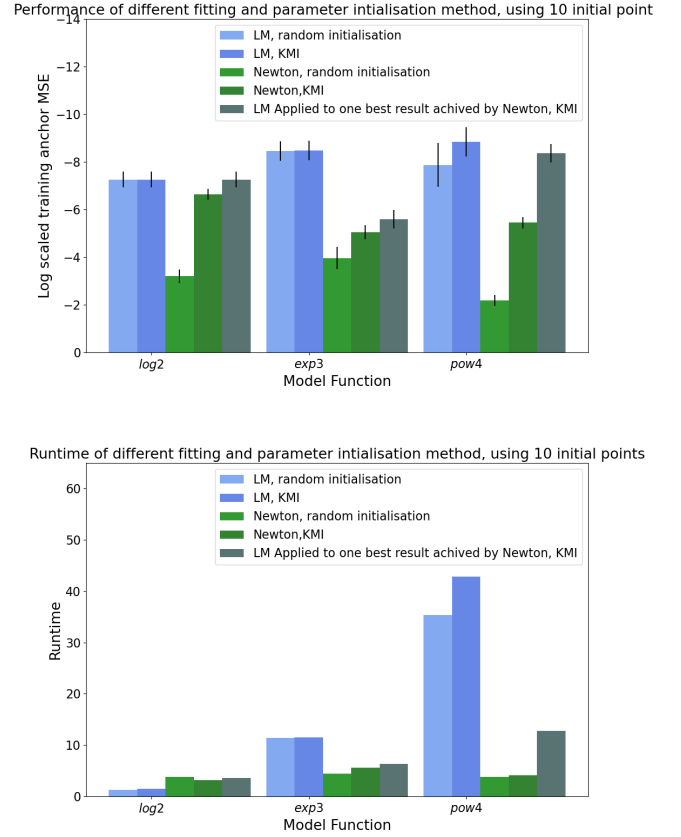 Performance of different fitting and parameter intialisation method, using 10 initial point
−14
−12
−10
−8
−6
−4
−2
0
Log scaled training anchor MSE
LM, random initialisation
LM, KMI
Newton, random initialisation
Newton,KMI
LM Applied to one best result achived by Newton, KMI
log2
exp3
pow4
Model Function
Runtime of different fitting and parameter intialisation method, using 10 initial points
60
50
40
30
20
10
0
Runtime
LM, random initialisation
LM, KMI
Newton, random initialisation
Newton,KMI
LM Applied to one best result achived by Newton, KMI
log2
exp3
pow4
Model Function